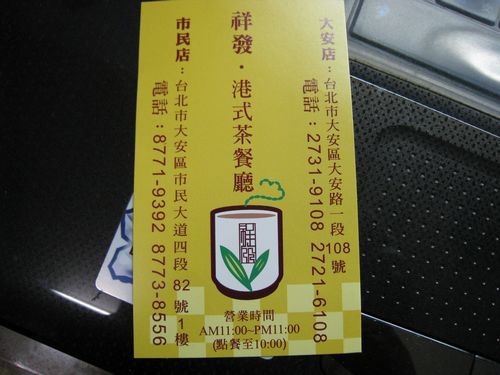 大安店：台北市大安區大安路一段108號
電話：2731-9108 2721-6108
祥發．港式茶餐廳
市民店：台北市大安區市民大道四段82號1樓
電話：8771-9392 8773-8556
祥發
營業時間
AM11:00~PM11:00
(點餐至10:00)